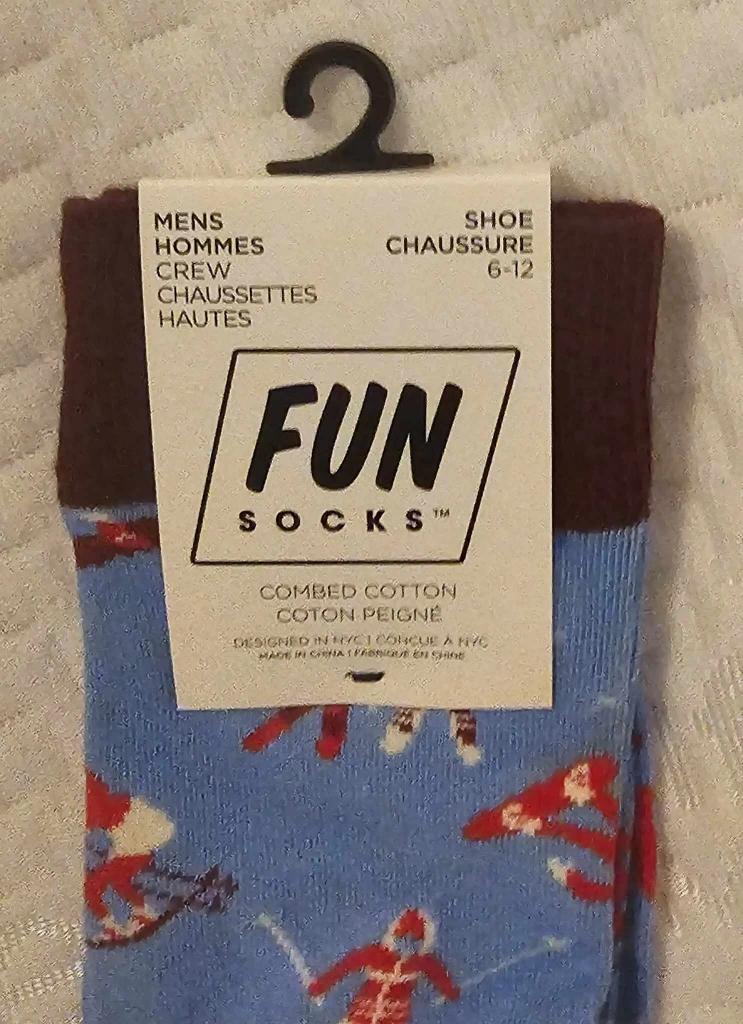 MENS
HOMMES
CREW
CHAUSSETTES
HAUTES
SHOE
CHAUSSURE
6-12
FUN
SOCKS™
COMBED COTTON
COTON PEIGNÉ
DESIGNED IN NYC | CONÇUE À NYC
MADE IN CHINA | FABRIQUÉ EN CHINE